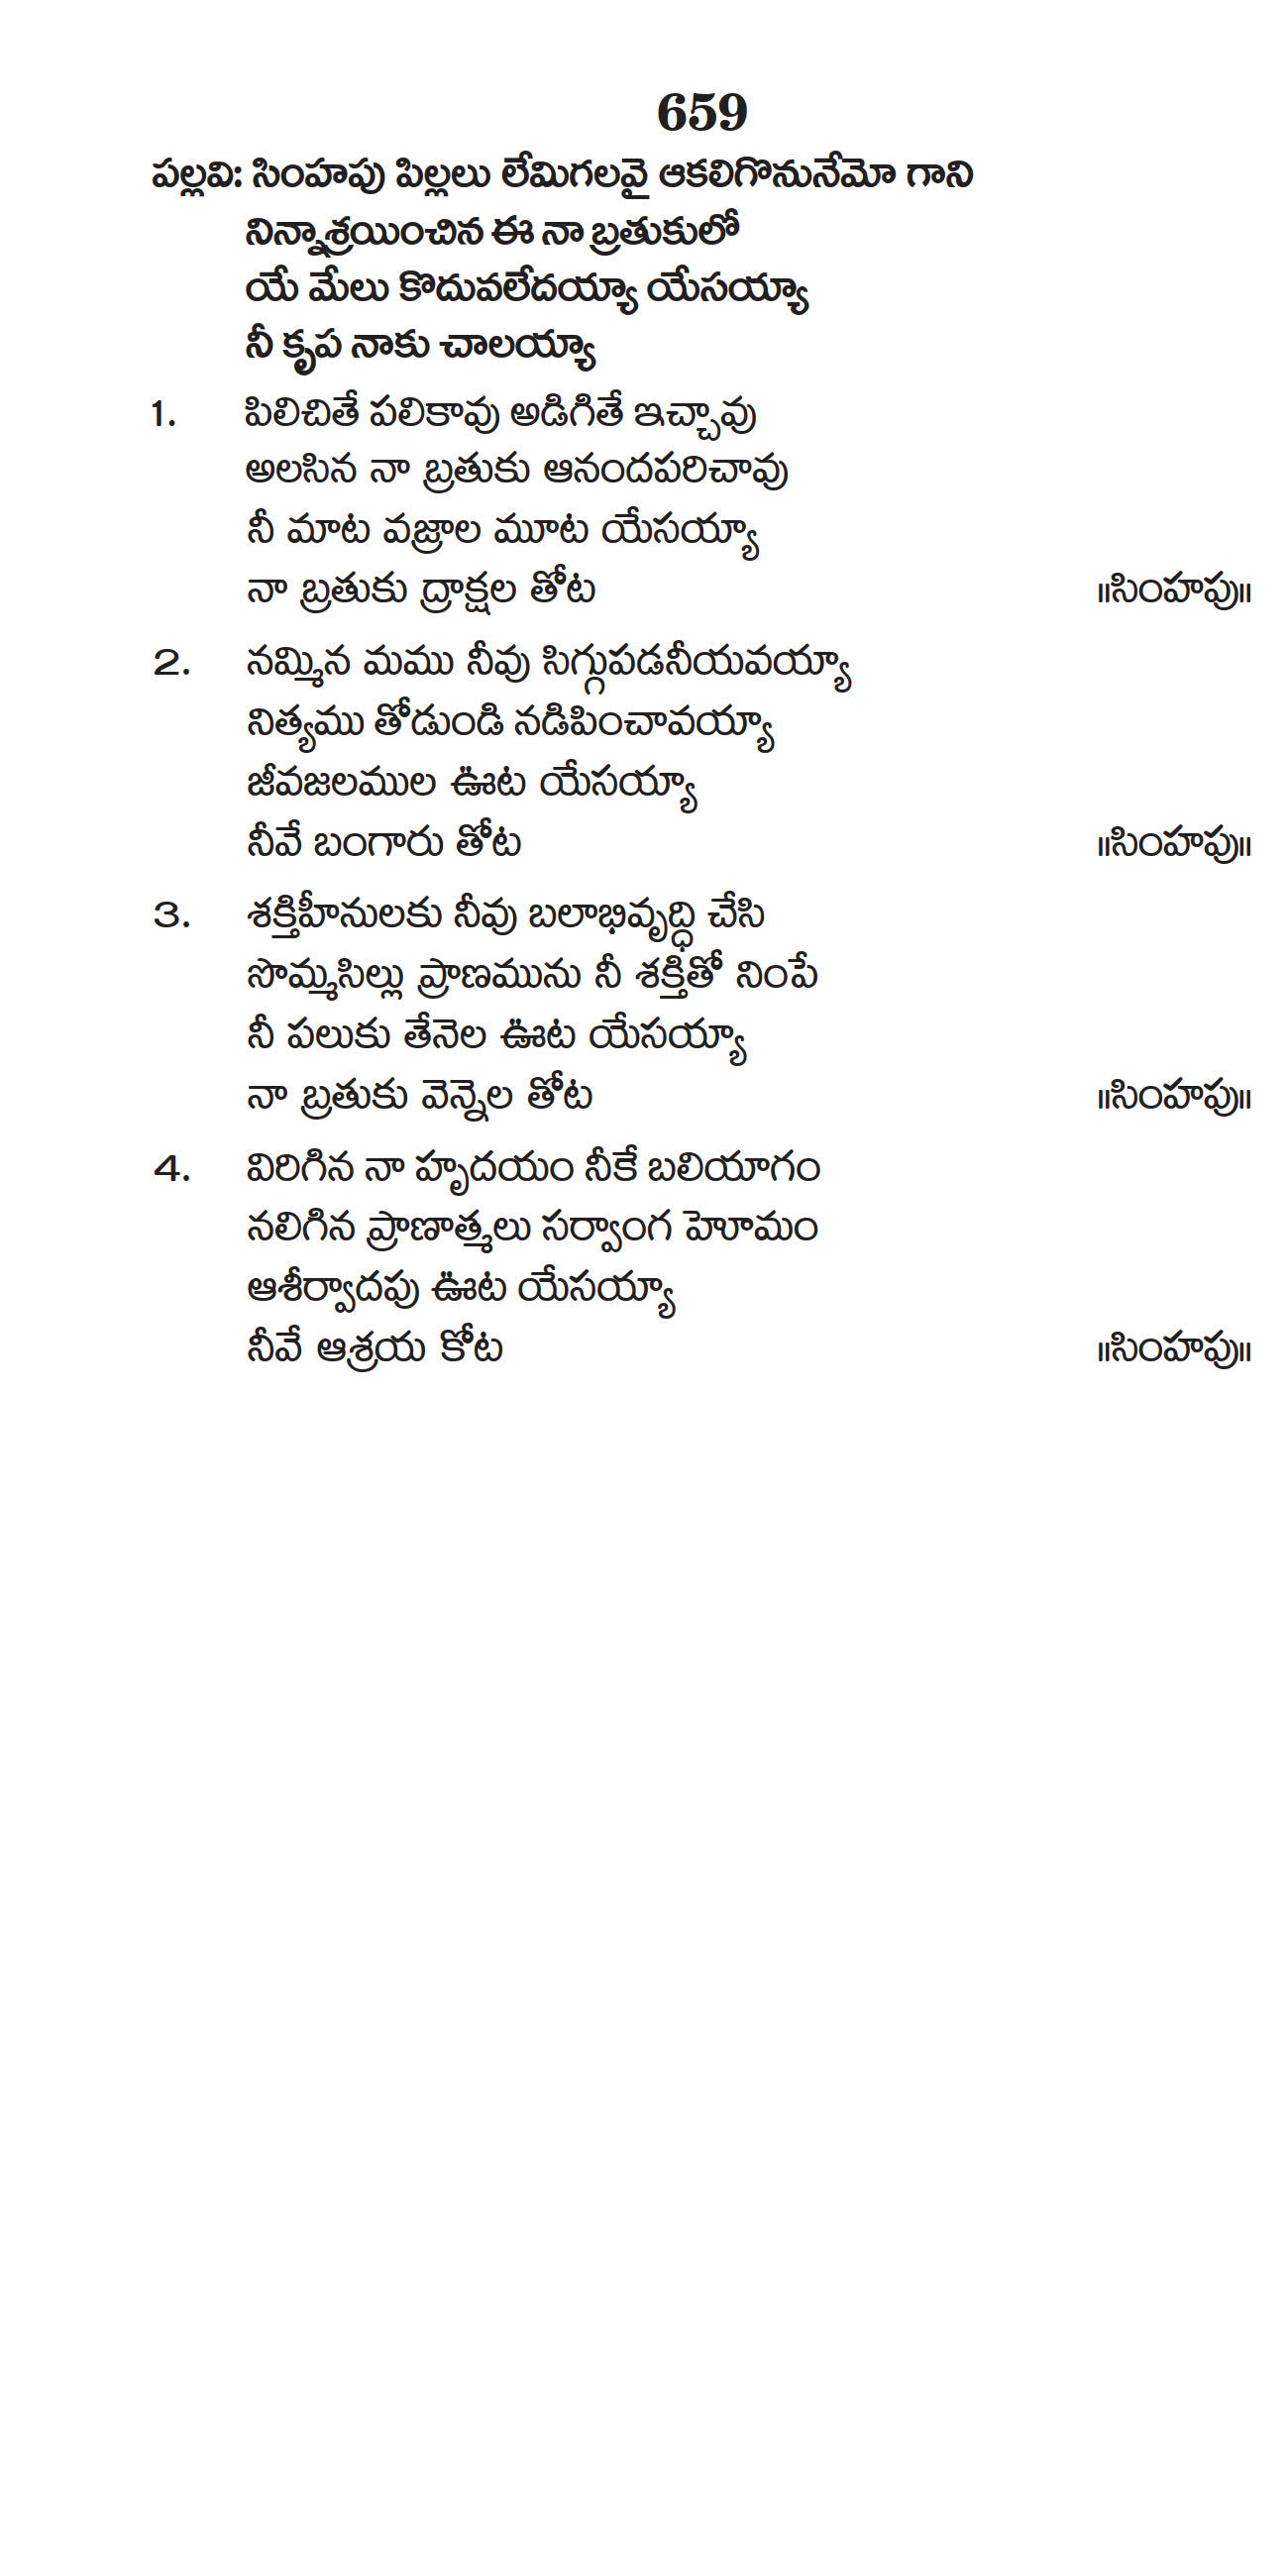 659
పల్లవి: సింహపు పిల్లలు లేమిగలవై ఆకలిగొనునేమో గాని
నిన్నాశ్రయించిన ఈ నా బ్రతుకులో
యే మేలు కొదువలేదయ్యా యేసయ్యా
నీ కృప నాకు చాలయ్యా
1. పిలిచితే పలికావు అడిగితే ఇచ్చావు
అలసిన నా బ్రతుకు ఆనందపరిచావు
నీ మాట వజ్రాల మూట యేసయ్యా
నా బ్రతుకు ద్రాక్షల తోట ॥సింహపు॥
2. నమ్మిన మము నీవు సిగ్గుపడనీయవయ్యా
నిత్యము తోడుండి నడిపించావయ్యా
జీవజలముల ఊట యేసయ్యా
నీవే బంగారు తోట ॥సింహపు॥
3. శక్తిహీనులకు నీవు బలాభివృద్ధి చేసి
సొమ్మసిల్లు ప్రాణమును నీ శక్తితో నింపే
నీ పలుకు తేనెల ఊట యేసయ్యా
నా బ్రతుకు వెన్నెల తోట ॥సింహపు॥
4. విరిగిన నా హృదయం నీకే బలియాగం
నలిగిన ప్రాణాత్మలు సర్వాంగ హెూమం
ఆశీర్వాదపు ఊట యేసయ్యా
నీవే ఆశ్రయ కోట ॥సింహపు॥